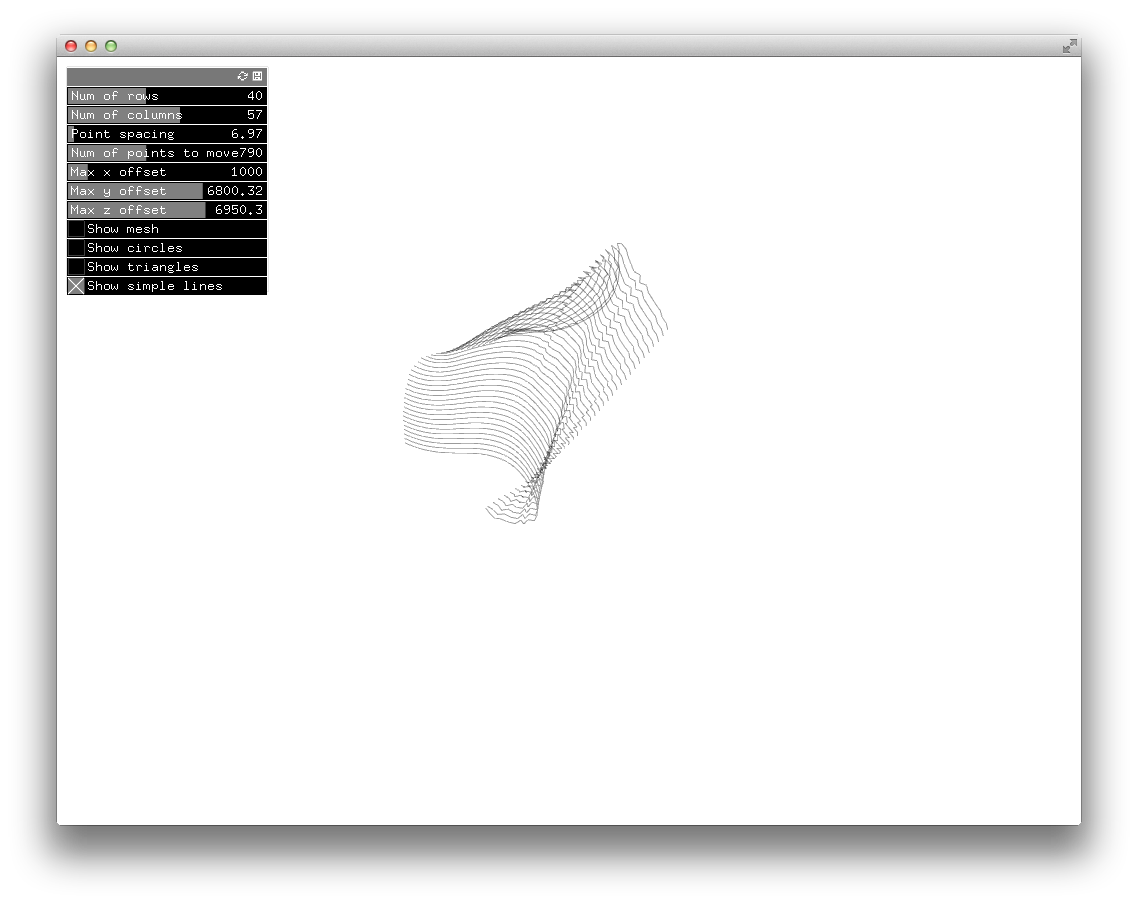 Num of rows 40
Num of columns 57
Point spacing 6.97
Num of points to move790
Max x offset 1000
Max y offset 6800.32
Max z offset 6950.3
Show mesh
Show circles
Show triangles
Show simple lines